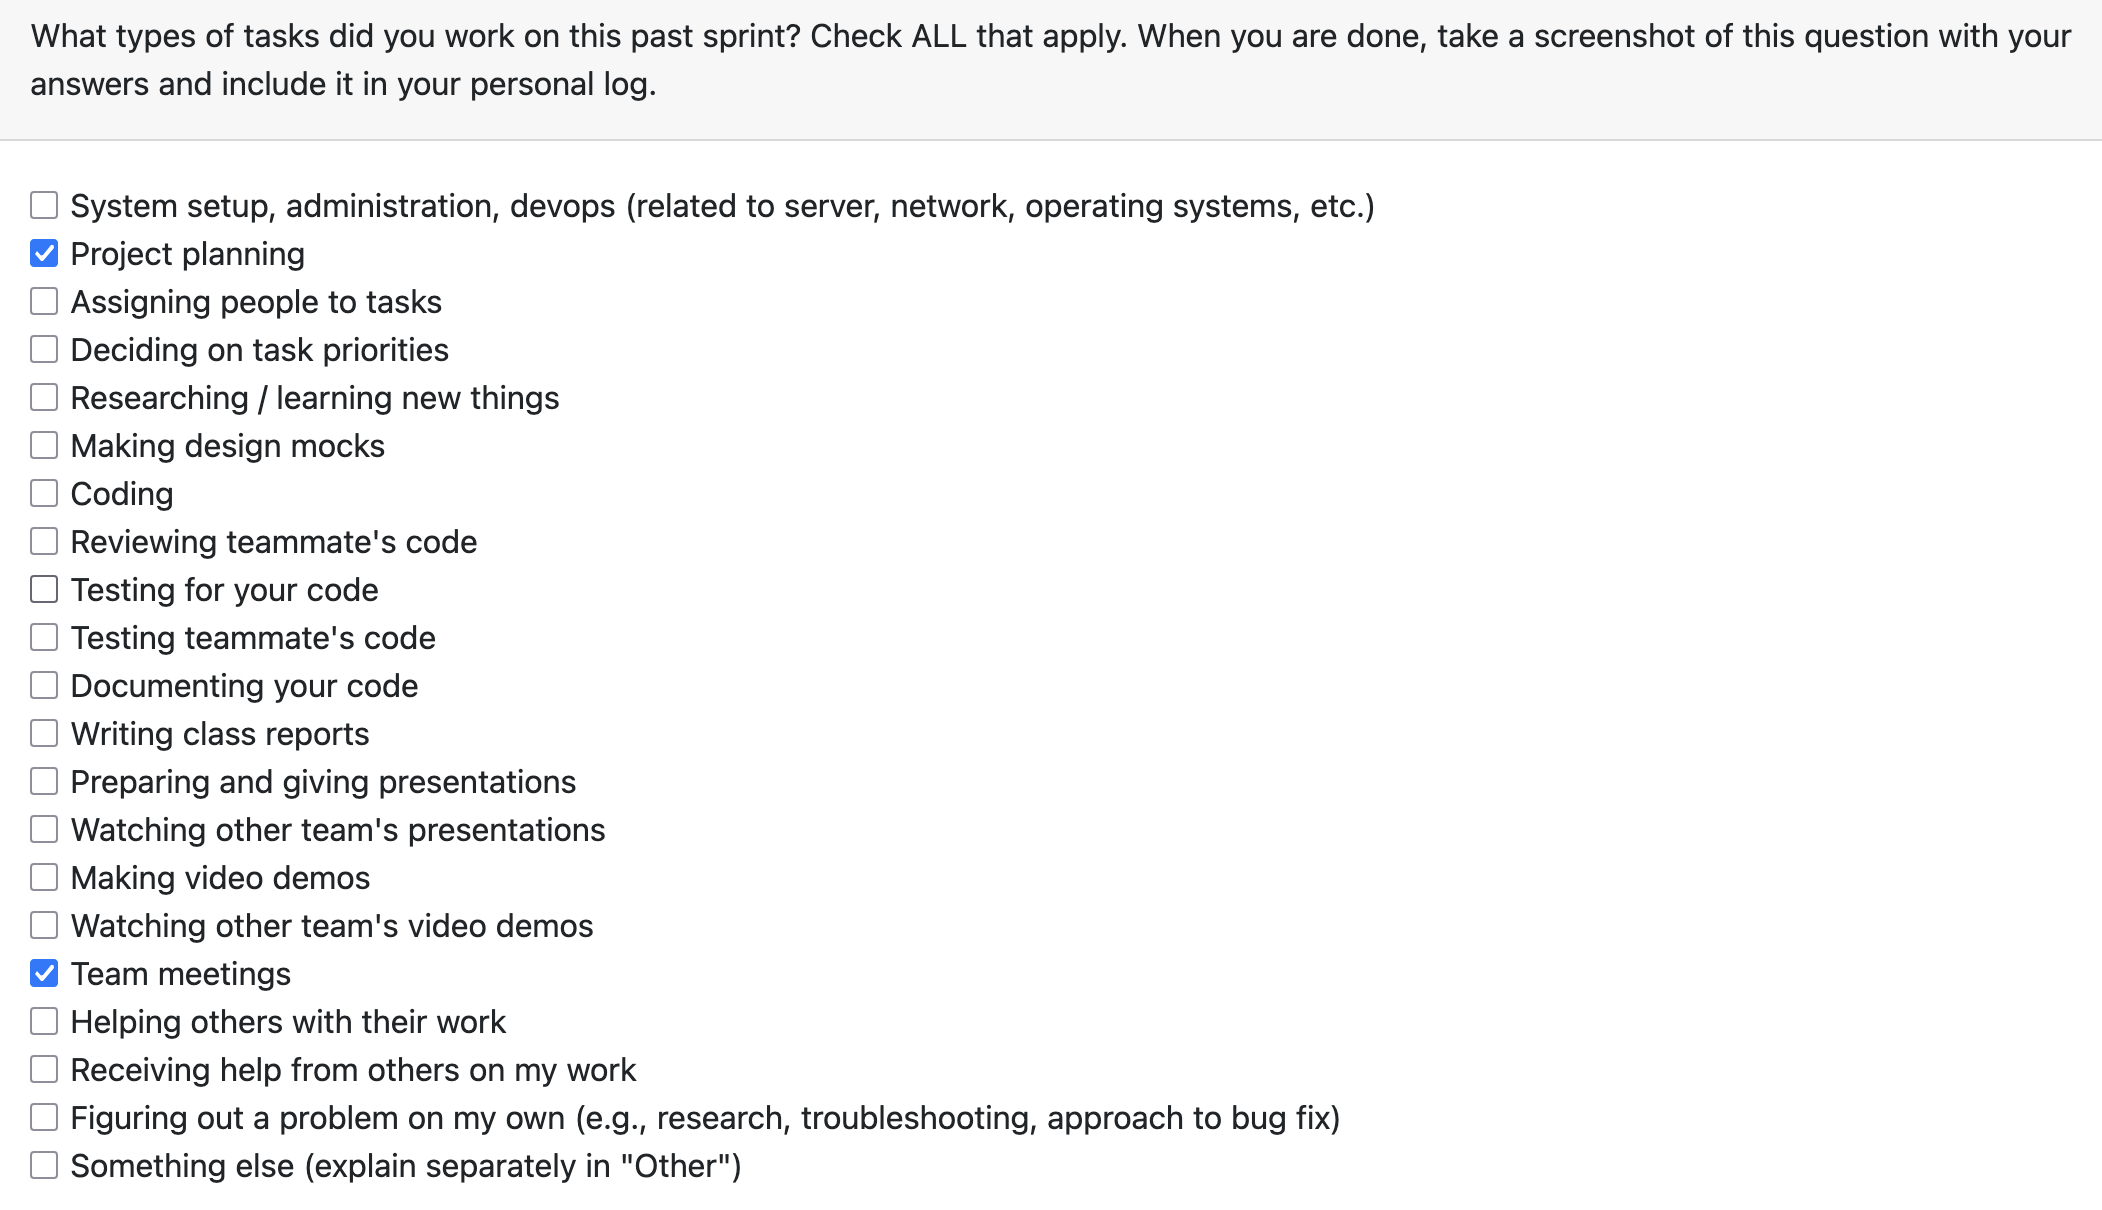 What types of tasks did you work on this past sprint? Check ALL that apply. When you are done, take a screenshot of this question with your
answers and include it in your personal log.
System setup, administration, devops (related to server, network, operating systems, etc.)
Project planning
Assigning people to tasks
Deciding on task priorities
Researching / learning new things
Making design mocks
Coding
Reviewing teammate's code
Testing for your code
Testing teammate's code
Documenting your code
Writing class reports
Preparing and giving presentations
Watching other team's presentations
Making video demos
Watching other team's video demos
Team meetings
Helping others with their work
Receiving help from others on my work
Figuring out a problem on my own (e.g., research, troubleshooting, approach to bug fix)
Something else (explain separately in "Other")